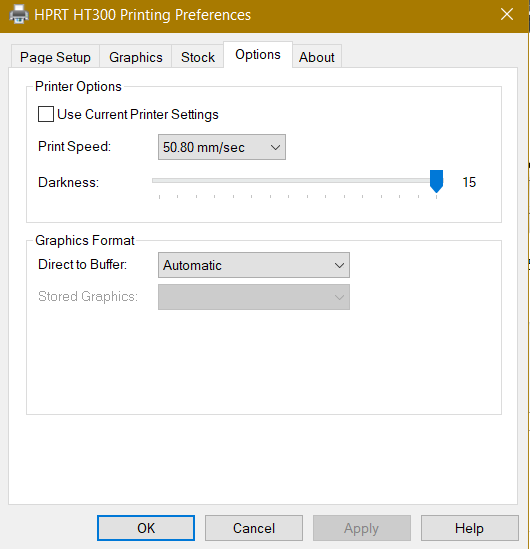 HPRT HT300 Printing Preferences
Page Setup Graphics Stock Options About
Printer Options
Use Current Printer Settings
Print Speed: 50.80 mm/sec
Darkness: 15
Graphics Format
Direct to Buffer: Automatic
Stored Graphics:
OK Cancel Apply Help